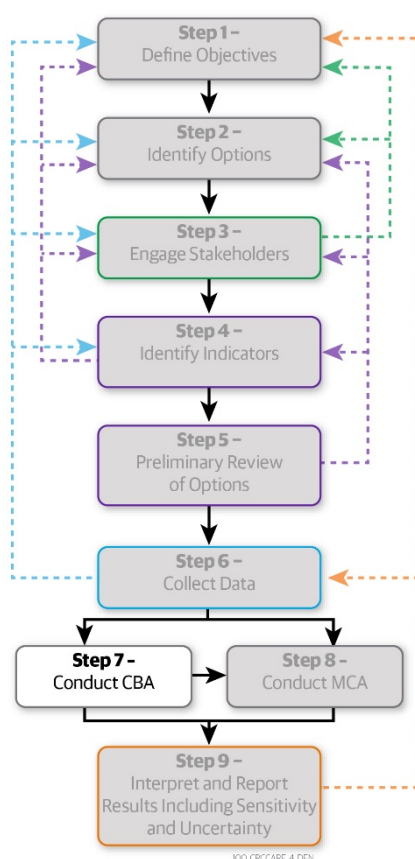 Step 1 –
Define Objectives
Step 2 –
Identify Options
Step 3 –
Engage Stakeholders
Step 4 –
Identify Indicators
Step 5 –
Preliminary Review
of Options
Step 6 –
Collect Data
Step 7 –
Conduct CBA
Step 8 –
Conduct MCA
Step 9 –
Interpret and Report
Results Including Sensitivity
and Uncertainty